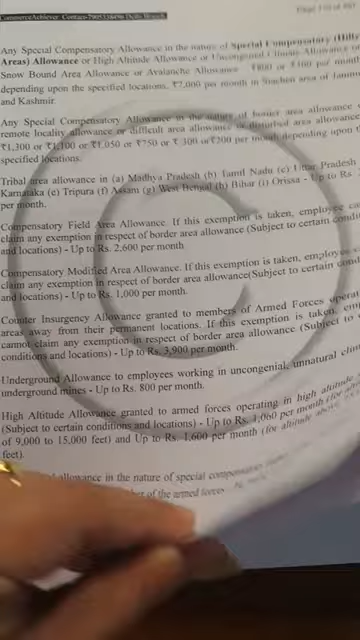 Any Special Compensatory Allowance in the nature of Special Compensatory (Hilly
Areas) Allowance or High Altitude Allowance or Uncongenial Climate Allowance or
Snow Bound Area Allowance or Avalanche Allowance - ₹800 or ₹300 per month
depending upon the specified locations. ₹7,000 per month in Siachen area of Jammu
and Kashmir.
Any Special Compensatory Allowance in the nature of border area allowance
remote locality allowance or difficult area allowance or disturbed area allowance
₹1,300 or ₹1,100 or ₹1,050 or ₹750 or ₹ 300 or ₹200 per month depending upon
specified locations.
Tribal area allowance in (a) Madhya Pradesh (b) Tamil Nadu (c) Uttar Pradesh
Karnataka (e) Tripura (f) Assam (g) West Bengal (h) Bihar (i) Orissa - Up to Rs.
per month.
Compensatory Field Area Allowance. If this exemption is taken, employee
claim any exemption in respect of border area allowance (Subject to certain
and locations) - Up to Rs. 2,600 per month
Compensatory Modified Area Allowance. If this exemption is taken,
claim any exemption in respect of border area allowance(Subject to certain
and locations) - Up to Rs. 1,000 per month.
Counter Insurgency Allowance granted to members of Armed Forces
areas away from their permanent locations. If this exemption is taken,
cannot claim any exemption in respect of border area allowance (Subject to
conditions and locations) - Up to Rs. 3,900 per month.
Underground Allowance to employees working in uncongenial, unnatural
underground mines - Up to Rs. 800 per month.
High Altitude Allowance granted to armed forces operating in high altitude
(Subject to certain conditions and locations) - Up to Rs. 1,060 per month (for
of 9,000 to 15,000 feet) and Up to Rs. 1,600 per month (for altitude above
feet).
allowance in the nature of special compensatory
of the armed forces